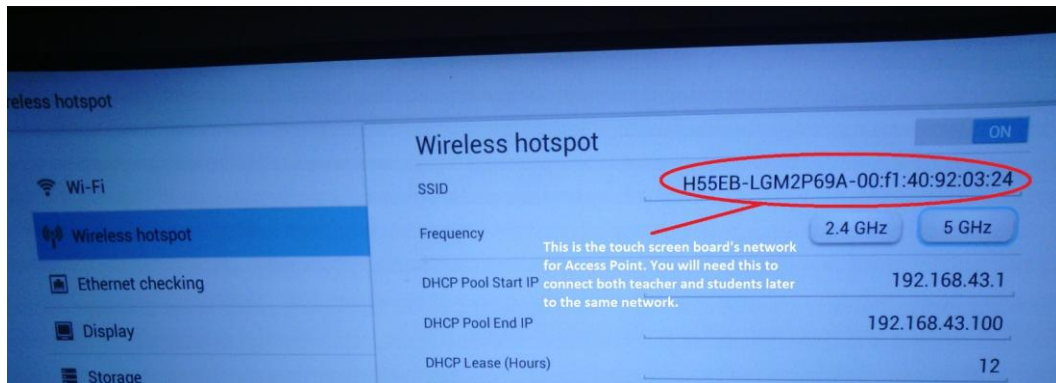 reless hotspot
Wireless hotspot
ON
Wi-Fi
SSID
H55EB-LGM2P69A-00:f1:40:92:03:24
Wireless hotspot
Frequency
2.4 GHz
5 GHz
This is the touch screen board's network
for Access Point. You will need this to
connect both teacher and students later
to the same network.
Ethernet checking
DHCP Pool Start IP
192.168.43.1
Display
DHCP Pool End IP
192.168.43.100
Storage
DHCP Lease (Hours)
12